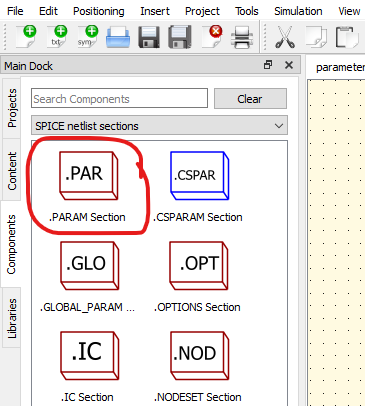 File Edit Positioning Insert Project Tools Simulation View
txt
sym
Main Dock
parameter
Projects
Content
Components
Libraries
Search Components
Clear
SPICE netlist sections
.PAR
.CSPAR
.PARAM Section
.CSPARAM Section
.GLO
.OPT
.GLOBAL_PARAM ...
.OPTIONS Section
.IC
.NOD
.IC Section
.NODESET Section